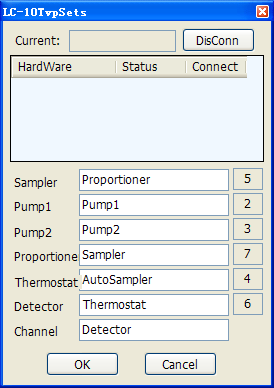 LC-10TvpSets
Current: DisConn
HardWare Status Connect
Sampler Proportioner 5
Pump1 Pump1 2
Pump2 Pump2 3
Proportione Sampler 7
Thermostat AutoSampler 4
Detector Thermostat 6
Channel Detector
OK Cancel